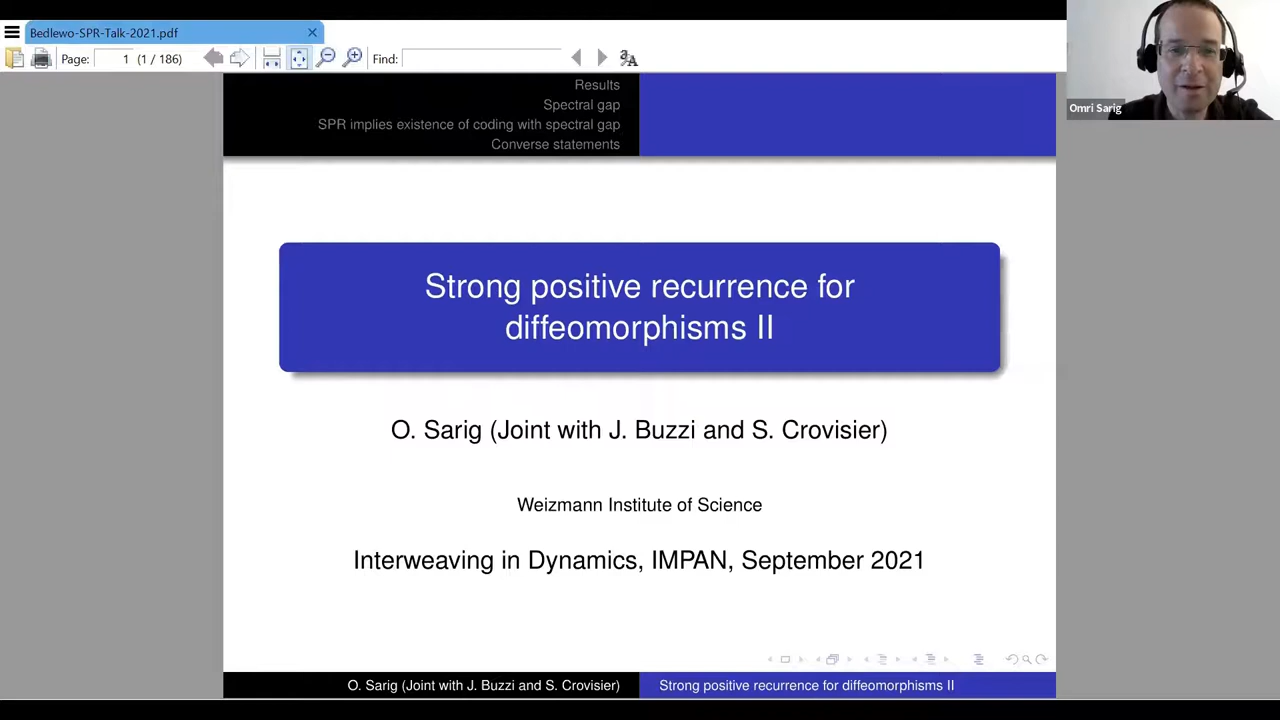 Bedlewo-SPR-Talk-2021.pdf
Page: 1 (1 / 186) Find:
Omri Sarig
Results
Spectral gap
SPR implies existence of coding with spectral gap
Converse statements
Strong positive recurrence for
diffeomorphisms II
O. Sarig (Joint with J. Buzzi and S. Crovisier)
Weizmann Institute of Science
Interweaving in Dynamics, IMPAN, September 2021
O. Sarig (Joint with J. Buzzi and S. Crovisier) Strong positive recurrence for diffeomorphisms II